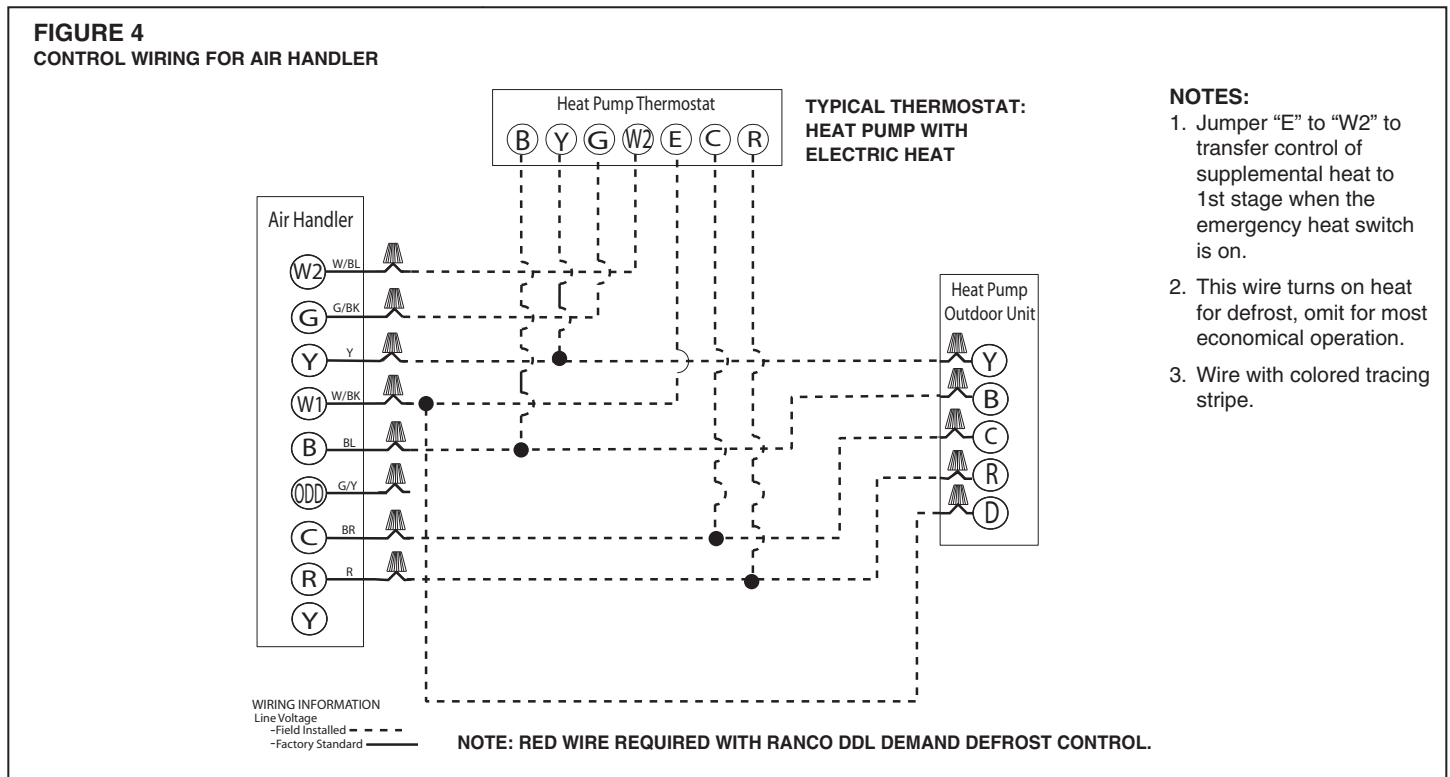 FIGURE 4
CONTROL WIRING FOR AIR HANDLER
Heat Pump Thermostat
B Y G W2 E C R
TYPICAL THERMOSTAT:
HEAT PUMP WITH
ELECTRIC HEAT
NOTES:
1. Jumper “E” to “W2” to
transfer control of
supplemental heat to
1st stage when the
emergency heat switch
is on.
2. This wire turns on heat
for defrost, omit for most
economical operation.
3. Wire with colored tracing
stripe.
Air Handler
W2 W/BL
G G/BK
Y Y
W1 W/BK
B BL
ODD G/Y
C BR
R R
Y
Heat Pump
Outdoor Unit
Y
B
C
R
D
WIRING INFORMATION
Line Voltage
-Field Installed
-Factory Standard
NOTE: RED WIRE REQUIRED WITH RANCO DDL DEMAND DEFROST CONTROL.